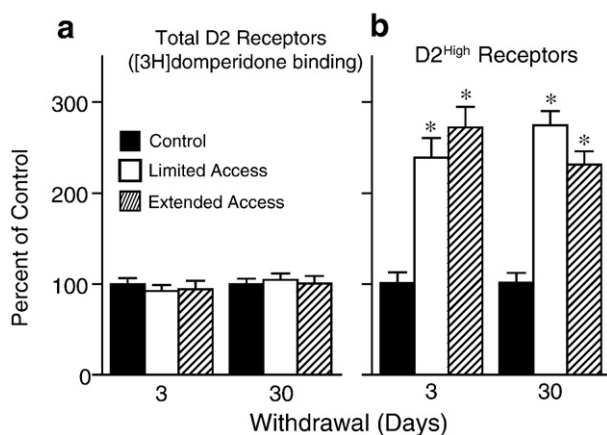 a
Total D2 Receptors
([3H]domperidone binding)
b
D2High Receptors
Percent of Control
300
200
100
0
Control
Limited Access
Extended Access
*
*
*
*
3
30
3
30
Withdrawal (Days)